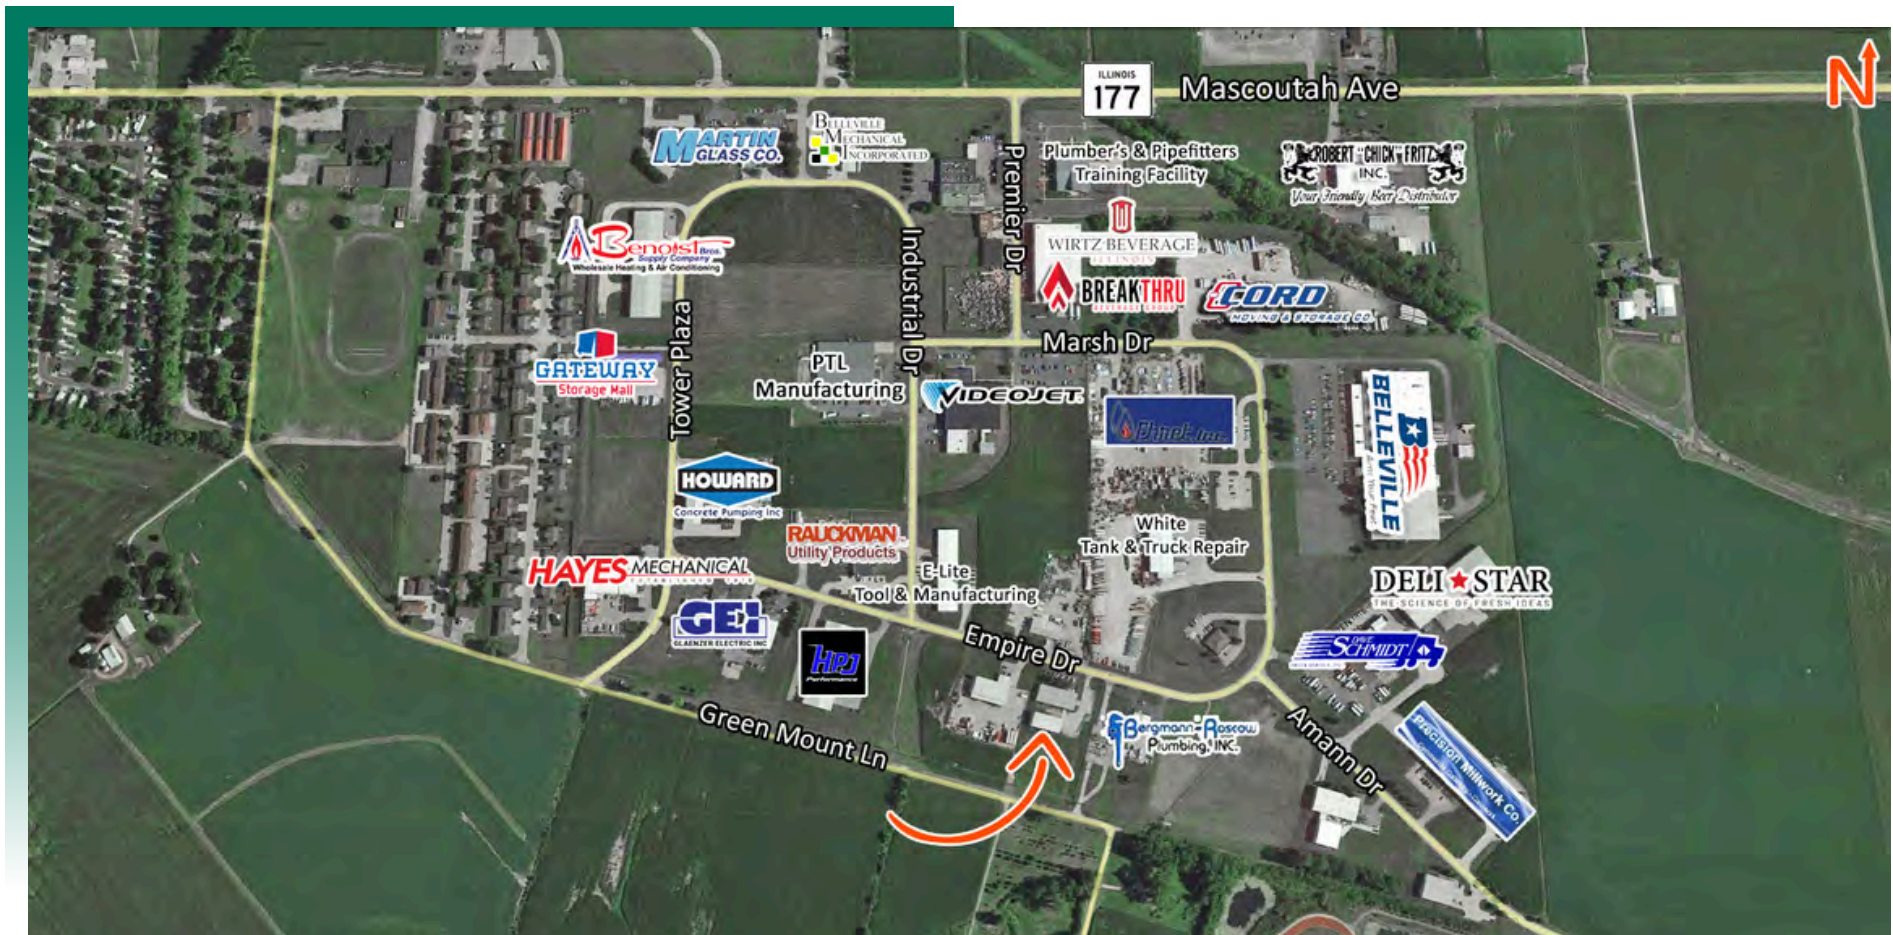 ILLINOIS
177
Mascoutah Ave
N
MARTIN
GLASS CO.
BELLEVILLE
MECHANICAL
INCORPORATED
Premier Dr
Plumber's & Pipefitters
Training Facility
ROBERT "CHICK" FRITZ
INC.
Your Friendly Beer Distributor
Benoist Bros.
Supply Company
Wholesale Heating & Air Conditioning
Industrial Dr
W
WIRTZ BEVERAGE
ILLINOIS
BREAKTHRU
BEVERAGE GROUP
CORD
MOVING & STORAGE CO.
Tower Plaza
Marsh Dr
GATEWAY
Storage Mall
PTL
Manufacturing
VIDEOJET
Ehret Inc.
B
BELLEVILLE
HOWARD
Concrete Pumping Inc
RAUCKMAN
Utility Products
White
Tank & Truck Repair
HAYES MECHANICAL
E-Lite
Tool & Manufacturing
DELI STAR
THE SCIENCE OF FRESH IDEAS
GEI
GLAENZER ELECTRIC INC
HPJ
Performance
Empire Dr
DAVE
SCHMIDT
Green Mount Ln
Bergmann-Roscow
Plumbing, INC.
Amann Dr
Precision Millwork Co.